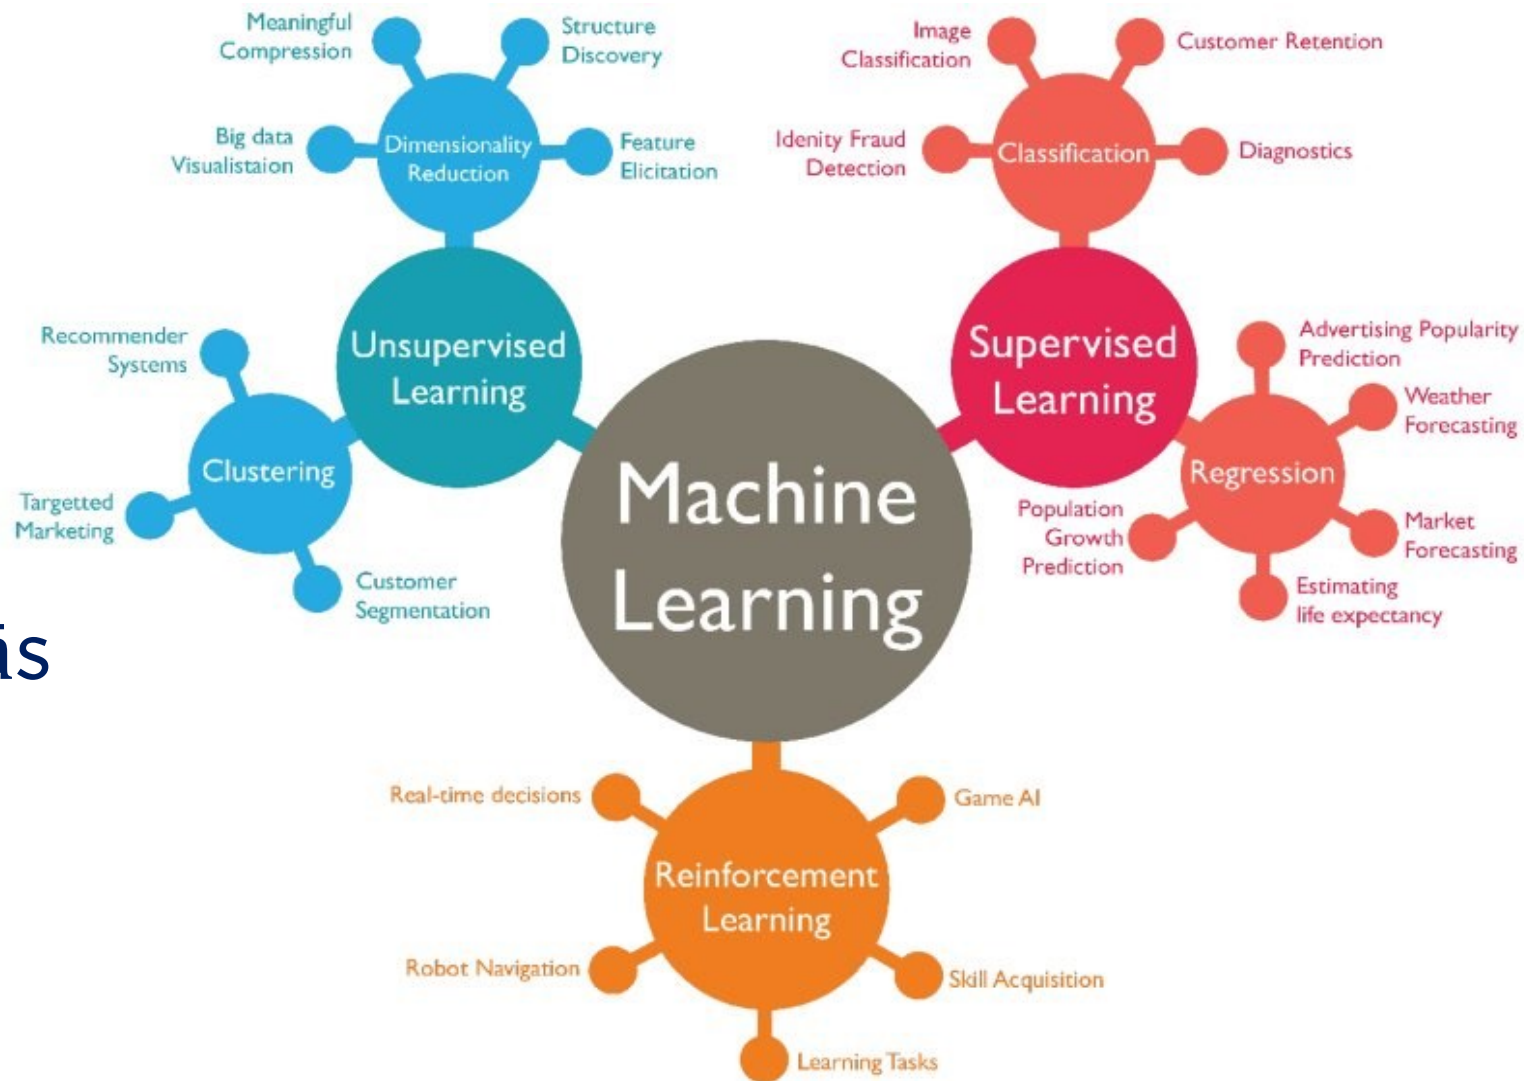 Meaningful
Compression
Structure
Discovery
Big data
Visualistaion
Feature
Elicitation
Dimensionality
Reduction
Image
Classification
Customer Retention
Idenity Fraud
Detection
Diagnostics
Classification
Unsupervised
Learning
Supervised
Learning
Recommender
Systems
Clustering
Targetted
Marketing
Customer
Segmentation
Advertising Popularity
Prediction
Weather
Forecasting
Regression
Population
Growth
Prediction
Market
Forecasting
Estimating
life expectancy
Machine
Learning
Real-time decisions
Game AI
Reinforcement
Learning
Robot Navigation
Skill Acquisition
Learning Tasks